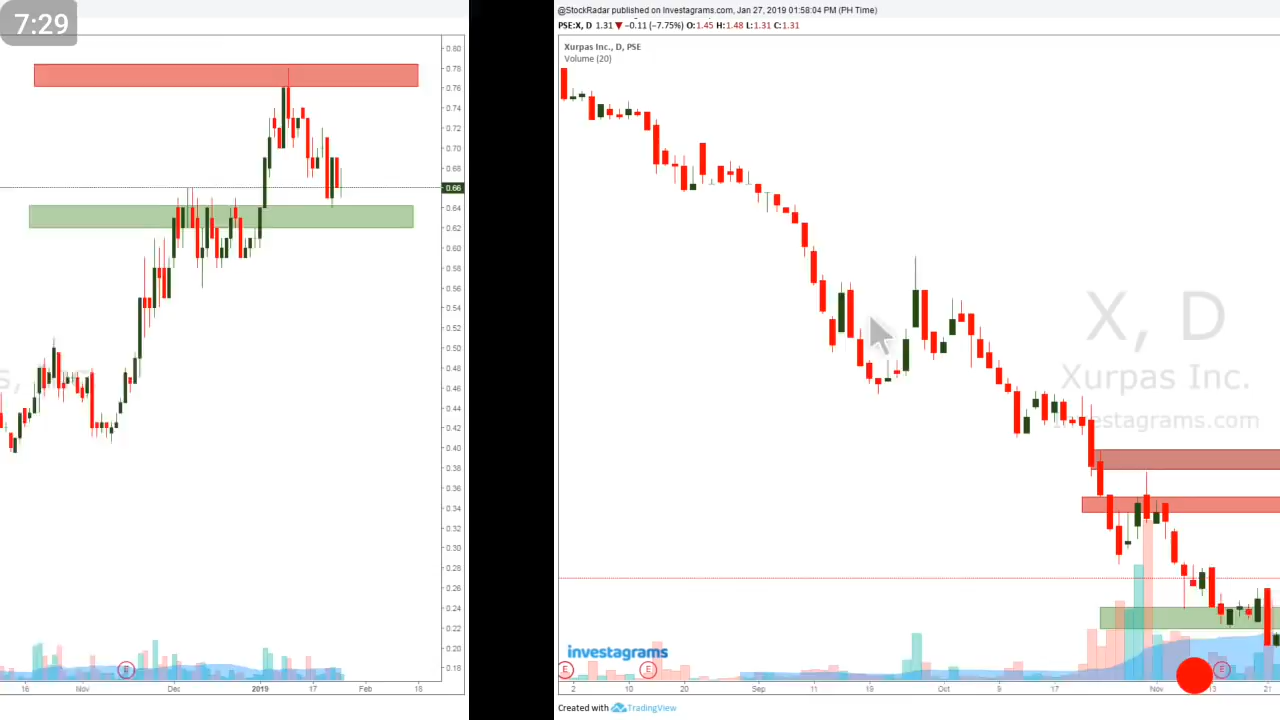 7:29
0.80
0.78
0.76
0.74
0.72
0.70
0.68
0.66
0.64
0.62
0.60
0.58
0.56
0.54
0.52
0.50
0.48
0.46
0.44
0.42
0.40
0.38
0.36
0.34
0.32
0.30
0.28
0.26
0.24
0.22
0.20
0.18
E
16 Nov Dec 2019 17 Feb 18
@StockRadar published on Investagrams.com, Jan 27, 2019 01:58:04 PM (PH Time)
PSE:X, D 1.31 ▼ −0.11 (−7.75%) O:1.45 H:1.48 L:1.31 C:1.31
Xurpas Inc., D, PSE
Volume (20)
X, D
Xurpas Inc.
investagrams.com
investagrams
E E E
2 10 20 Sep 11 19 Oct 17 Nov 13 21
Created with TradingView